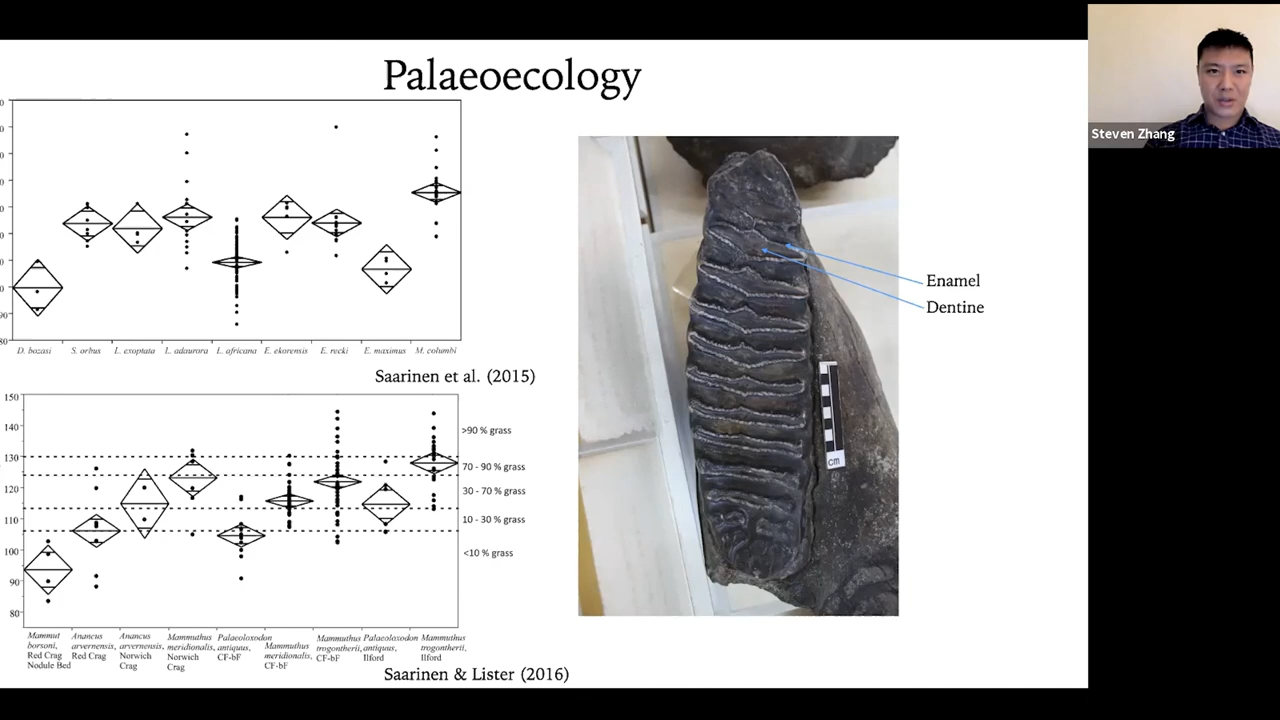 Palaeoecology
Steven Zhang
90
80
D. bozasi
S. orbus
L. exoptata
L. adaurora
L. africana
E. ekorensis
E. recki
E. maximus
M. columbi
Saarinen et al. (2015)
Enamel
Dentine
cm
150
140
130
120
110
100
90
80
>90 % grass
70 - 90 % grass
30 - 70 % grass
10 - 30 % grass
<10 % grass
Mammut
borsoni,
Red Crag
Nodule Bed
Anancus
arvernensis,
Red Crag
Anancus
arvernensis,
Norwich
Crag
Mammuthus
meridionalis,
Norwich
Crag
Palaeoloxodon
antiquus,
CF-bF
Mammuthus
meridionalis,
CF-bF
Mammuthus
trogontherii,
CF-bF
Palaeoloxodon
antiquus,
Ilford
Mammuthus
trogontherii,
Ilford
Saarinen & Lister (2016)